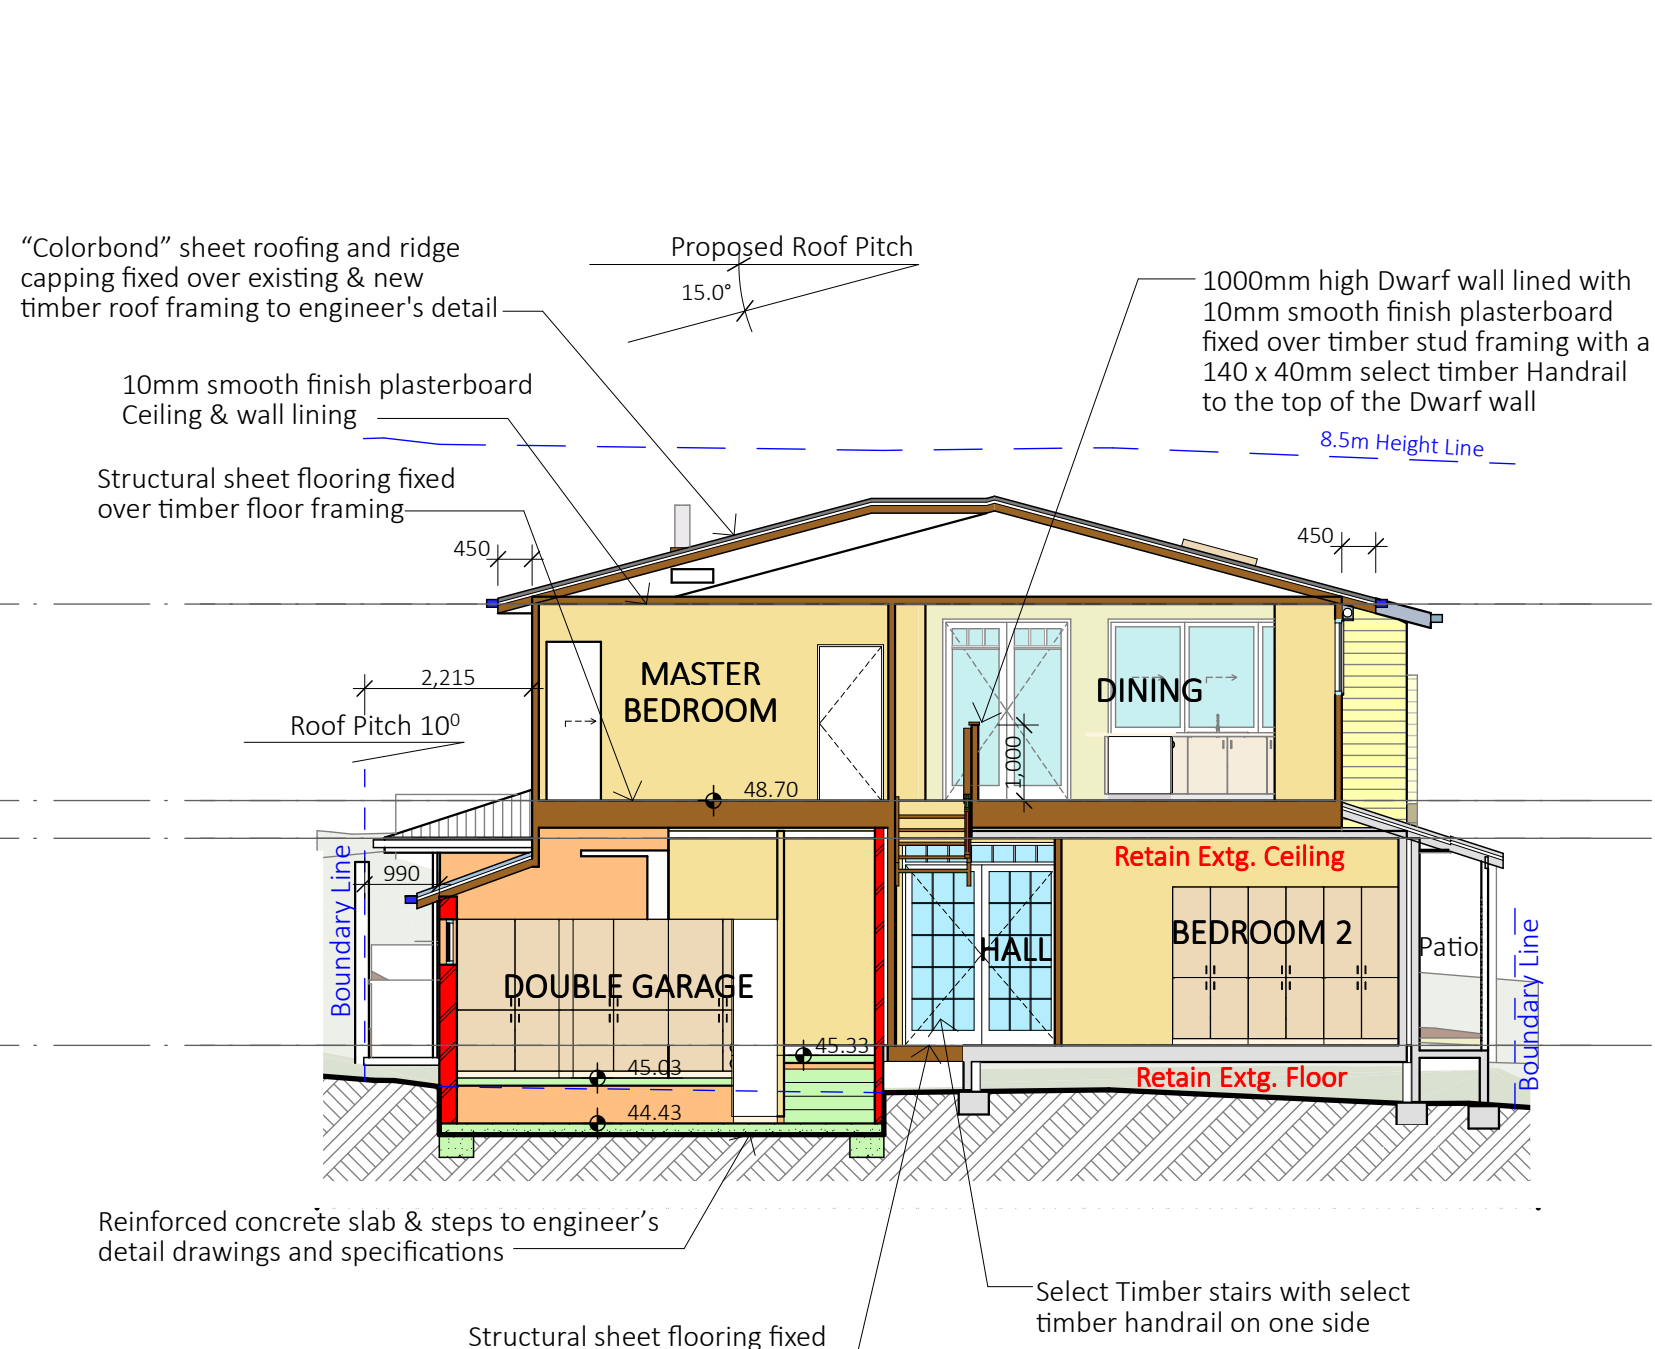 “Colorbond” sheet roofing and ridge
capping fixed over existing & new
timber roof framing to engineer's detail
Proposed Roof Pitch
15.0°
1000mm high Dwarf wall lined with
10mm smooth finish plasterboard
fixed over timber stud framing with a
140 x 40mm select timber Handrail
to the top of the Dwarf wall
10mm smooth finish plasterboard
Ceiling & wall lining
8.5m Height Line
Structural sheet flooring fixed
over timber floor framing
450
450
MASTER
BEDROOM
DINING
2,215
Roof Pitch 10⁰
1,000
48.70
Retain Extg. Ceiling
990
Boundary Line
BEDROOM 2
HALL
Patio
DOUBLE GARAGE
Boundary Line
45.33
45.03
Retain Extg. Floor
44.43
Reinforced concrete slab & steps to engineer’s
detail drawings and specifications
Select Timber stairs with select
timber handrail on one side
Structural sheet flooring fixed